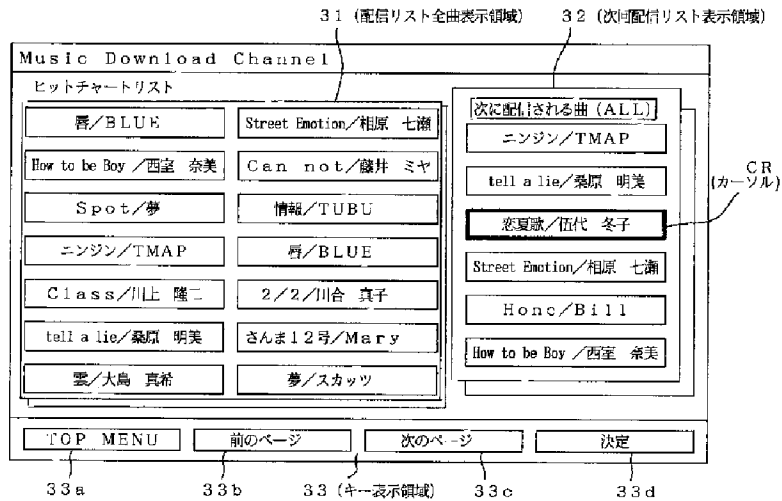 31(配信リスト全曲表示領域) 32(次回配信リスト表示領域)
Music Download Channel
ヒットチャートリスト
唇/BLUE
Street Emotion/相原 七瀬
How to be Boy /西室 奈美
Can not/藤井 ミヤ
Spot/夢
情報/TUBU
ニンジン/TMAP
唇/BLUE
Class/川上 隆二
2/2/川合 真子
tell a lie/桑原 明美
さんま12号/Mary
雲/大島 真希
夢/スカッツ
次に配信される曲(ALL)
ニンジン/TMAP
tell a lie/桑原 明美
恋夏歌/伍代 冬子
Street Emotion/相原 七瀬
Honc/Bill
How to be Boy /西室 奈美
CR
(カーソル)
TOP MENU
前のページ
次のページ
決定
33a 33b 33(キー表示領域) 33c 33d